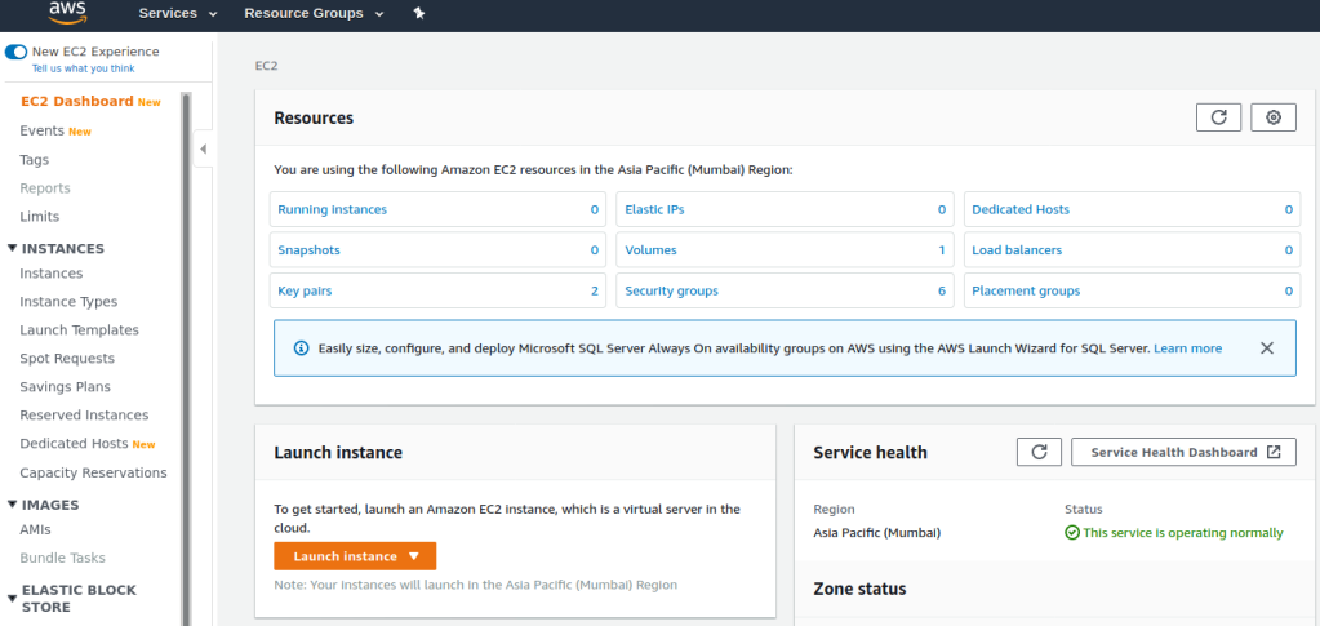 aws
Services
Resource Groups
New EC2 Experience
Tell us what you think
EC2 Dashboard New
Events New
Tags
Reports
Limits
INSTANCES
Instances
Instance Types
Launch Templates
Spot Requests
Savings Plans
Reserved Instances
Dedicated Hosts New
Capacity Reservations
IMAGES
AMIs
Bundle Tasks
ELASTIC BLOCK
STORE
EC2
Resources
You are using the following Amazon EC2 resources in the Asia Pacific (Mumbai) Region:
Running instances 0
Elastic IPs 0
Dedicated Hosts 0
Snapshots 0
Volumes 1
Load balancers 0
Key pairs 2
Security groups 6
Placement groups 0
Easily size, configure, and deploy Microsoft SQL Server Always On availability groups on AWS using the AWS Launch Wizard for SQL Server. Learn more
Launch instance
To get started, launch an Amazon EC2 instance, which is a virtual server in the
cloud.
Launch instance
Note: Your instances will launch in the Asia Pacific (Mumbai) Region
Service health
Service Health Dashboard
Region
Asia Pacific (Mumbai)
Status
This service is operating normally
Zone status